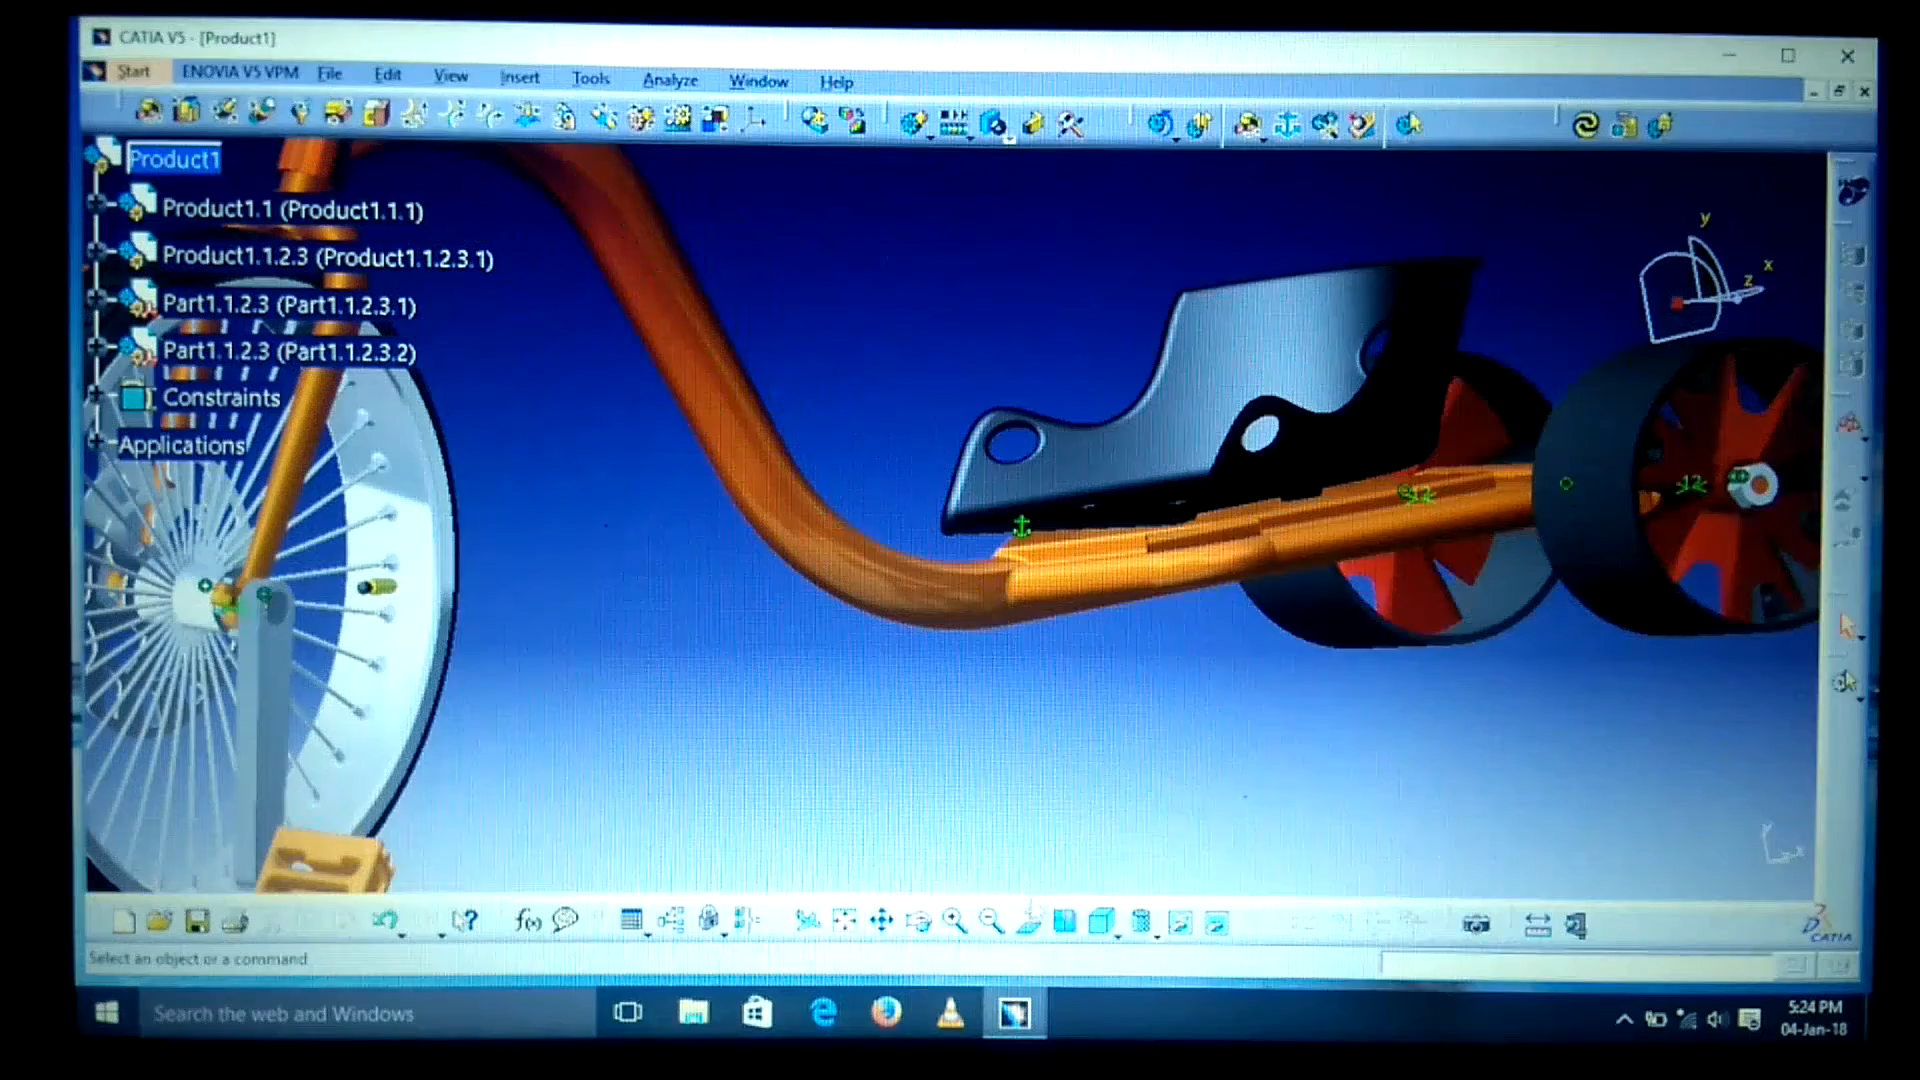 CATIA V5 - [Product1]
Start ENOVIA V5 VPM File Edit View Insert Tools Analyze Window Help
Product1
Product1.1 (Product1.1.1)
Product1.1.2.3 (Product1.1.2.3.1)
Part1.1.2.3 (Part1.1.2.3.1)
Part1.1.2.3 (Part1.1.2.3.2)
Constraints
Applications
y
x
z
12
12
f(x)
CATIA
Select an object or a command
Search the web and Windows
5:24 PM
04-Jan-18